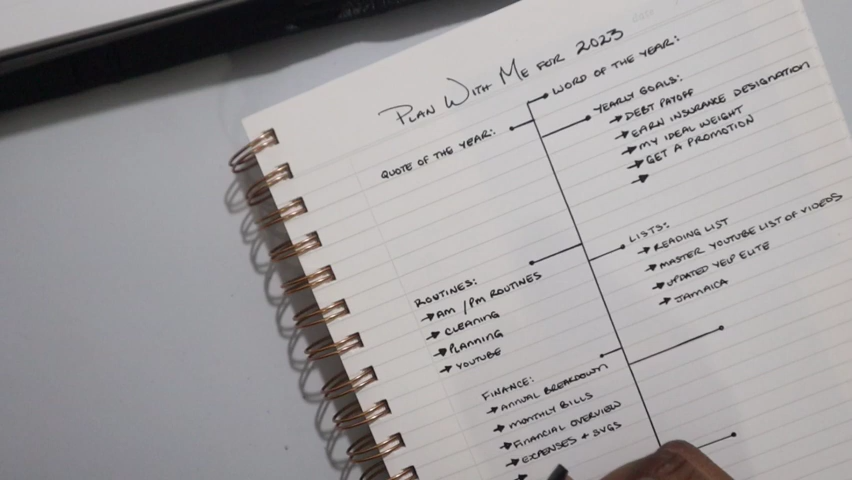 PLAN WITH ME FOR 2023
WORD OF THE YEAR:
QUOTE OF THE YEAR:
YEARLY GOALS:
→ DEBT PAYOFF
→ EARN INSURANCE DESIGNATION
→ MY IDEAL WEIGHT
→ GET A PROMOTION
→
LISTS:
→ READING LIST
→ MASTER YOUTUBE LIST OF VIDEOS
→ UPDATED YELP ELITE
→ JAMAICA
ROUTINES:
→ AM / PM ROUTINES
→ CLEANING
→ PLANNING
→ YOUTUBE
FINANCE:
→ ANNUAL BREAKDOWN
→ MONTHLY BILLS
→ FINANCIAL OVERVIEW
→ EXPENSES + SVGS